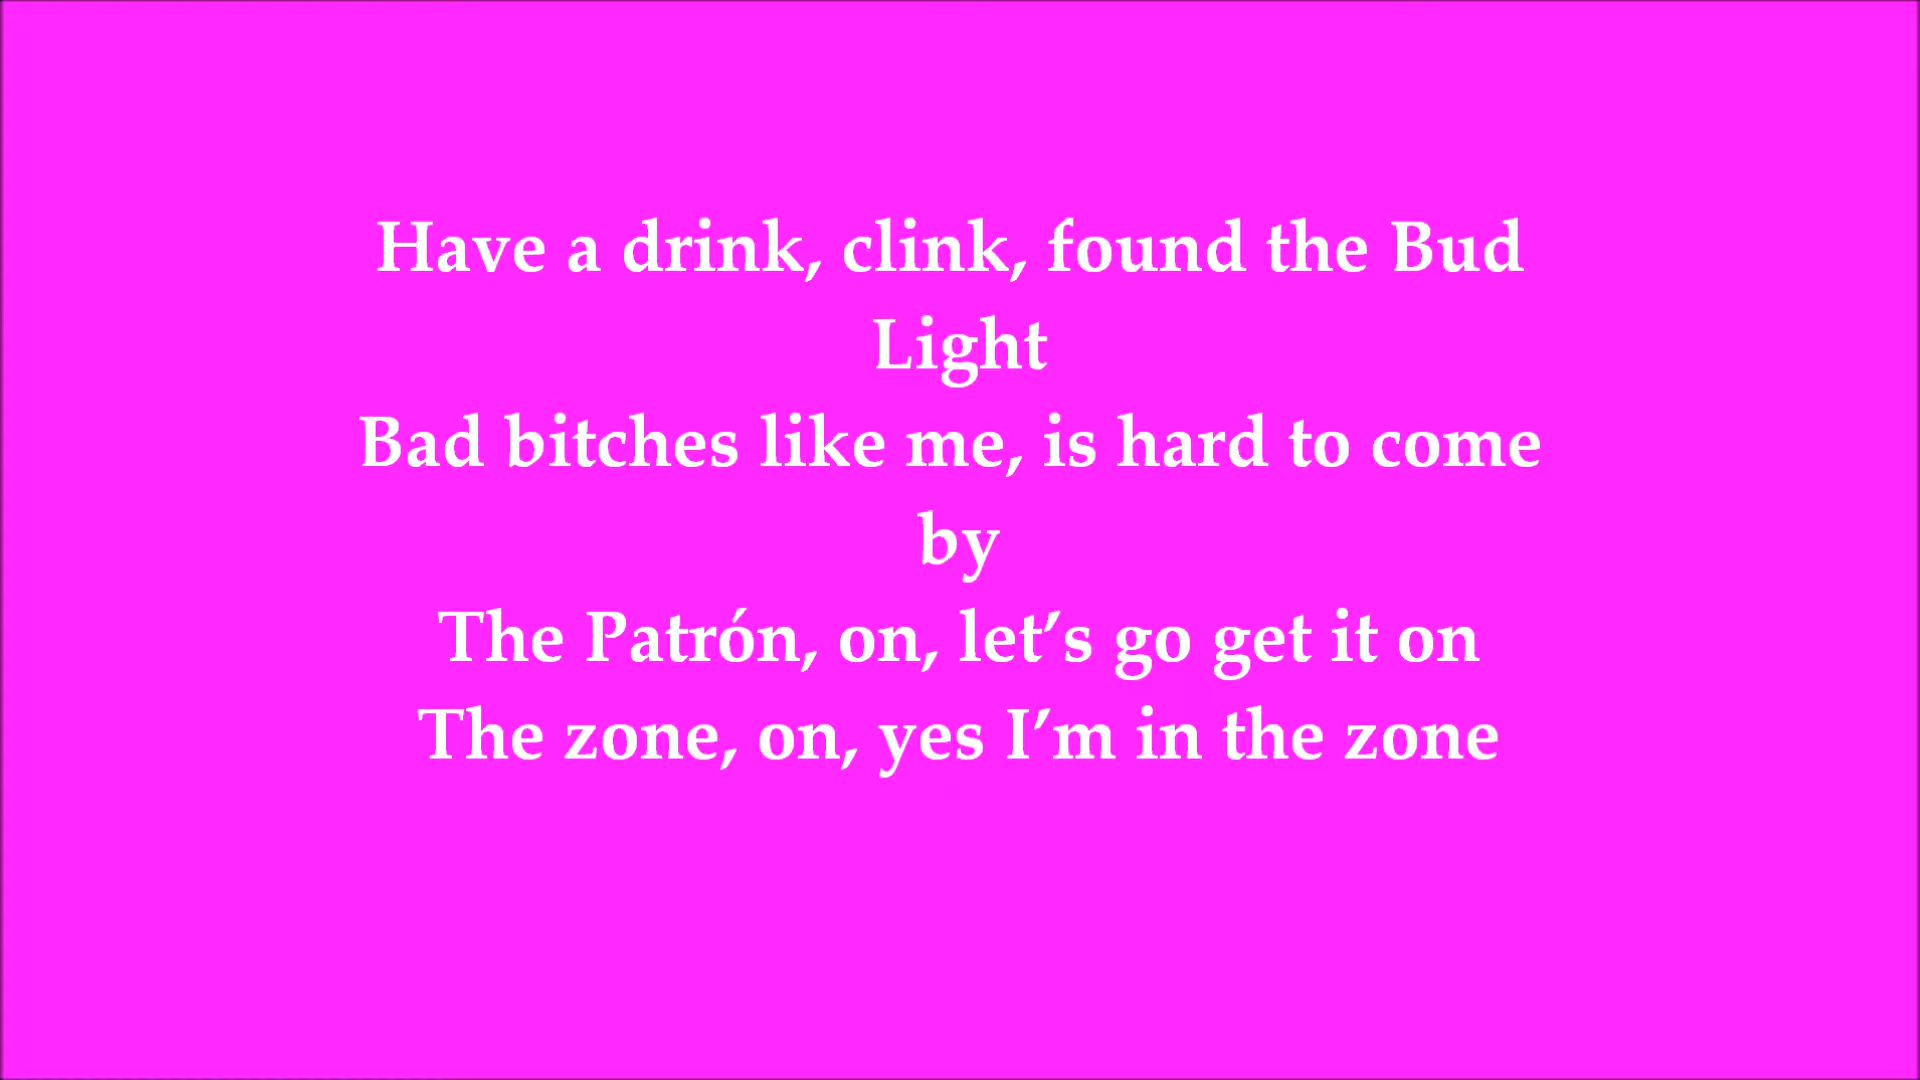 Have a drink, clink, found the Bud
Light
Bad bitches like me, is hard to come
by
The Patrón, on, let’s go get it on
The zone, on, yes I’m in the zone